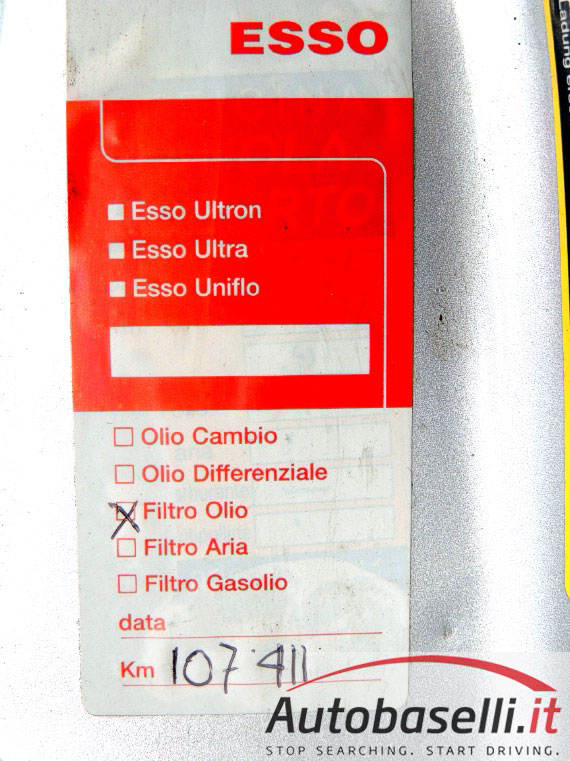 ESSO
Esso Ultron
Esso Ultra
Esso Uniflo
Olio Cambio
Olio Differenziale
Filtro Olio
Filtro Aria
Filtro Gasolio
data
Km 107 411
Autobaselli.it
STOP SEARCHING. START DRIVING.